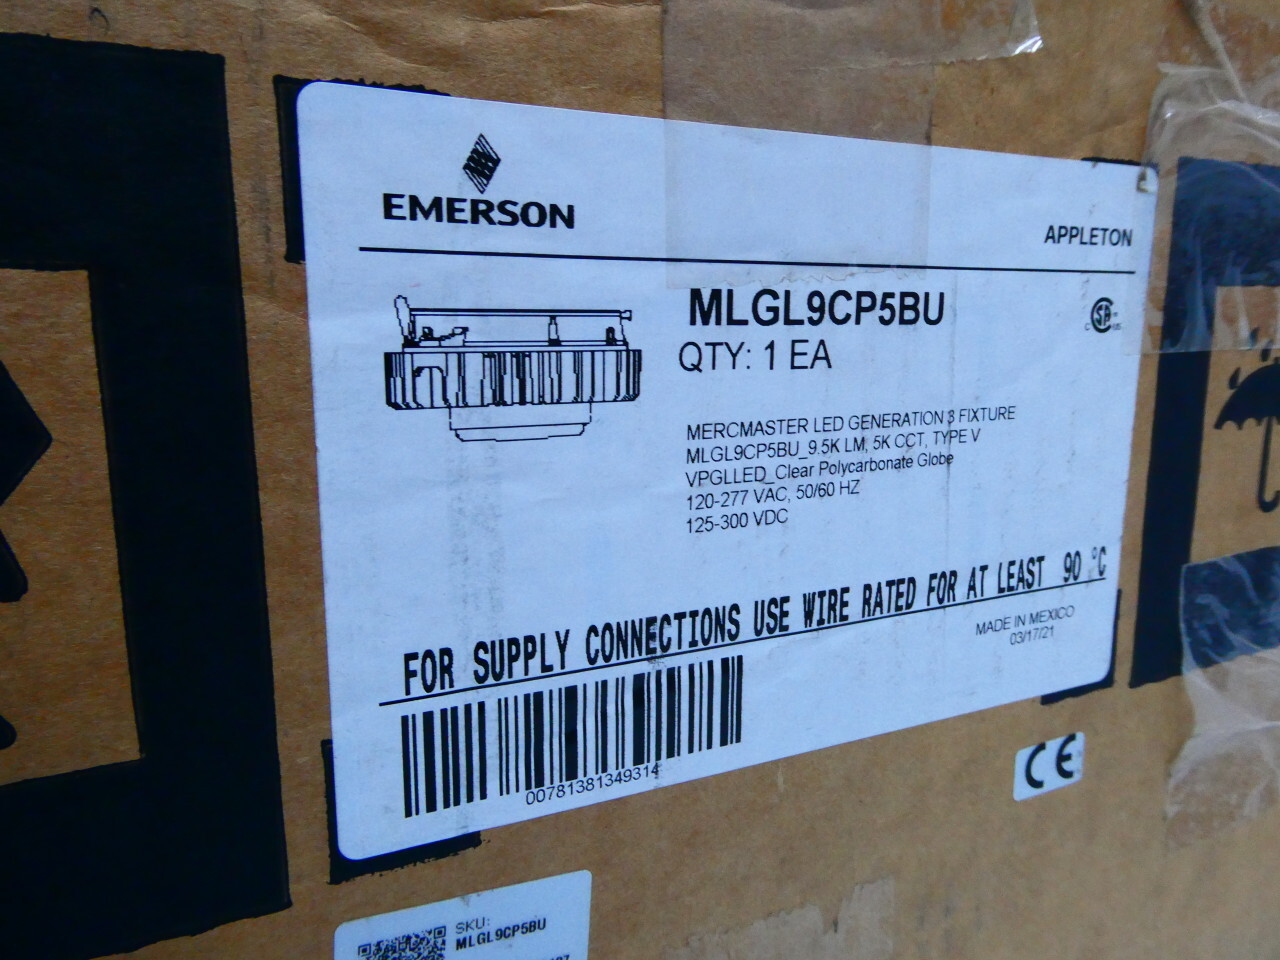 EMERSON
APPLETON
MLGL9CP5BU
QTY: 1 EA
MERCMASTER LED GENERATION 3 FIXTURE
MLGL9CP5BU_9.5K LM, 5K CCT, TYPE V
VPGLLED_Clear Polycarbonate Globe
120-277 VAC, 50/60 HZ
125-300 VDC
FOR SUPPLY CONNECTIONS USE WIRE RATED FOR AT LEAST 90 °C
MADE IN MEXICO
03/17/21
00781381349314
CE
SKU:
MLGL9CP5BU